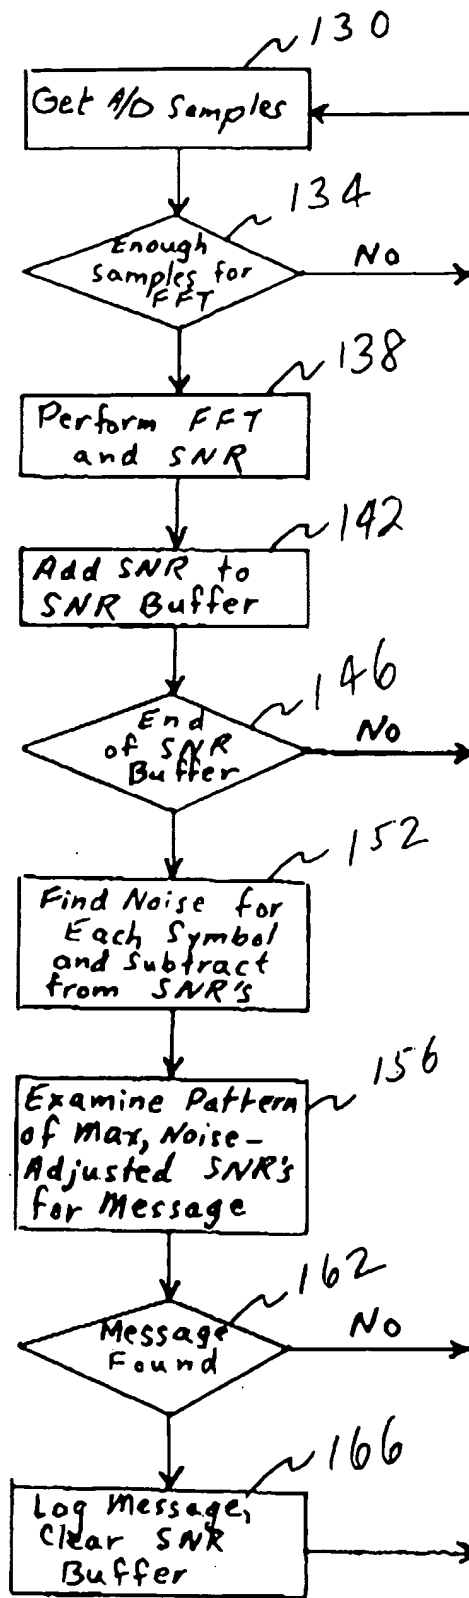 130
Get A/D Samples
134
Enough
Samples for
FFT
No
138
Perform FFT
and SNR
142
Add SNR to
SNR Buffer
146
End
of SNR
Buffer
No
152
Find Noise for
Each Symbol
and Subtract
from SNR's
156
Examine Pattern
of Max, Noise-
Adjusted SNR's
for Message
162
Message
Found
No
166
Log Message,
Clear SNR
Buffer